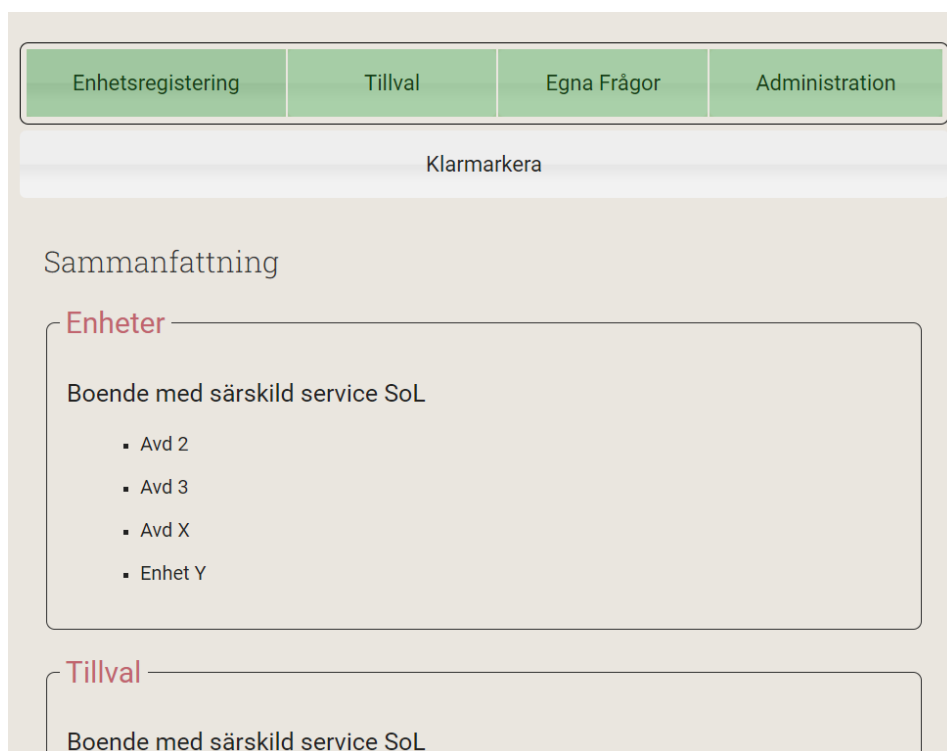 Enhetsregistering Tillval Egna Frågor Administration
Klarmarkera
Sammanfattning
Enheter
Boende med särskild service SoL
Avd 2
Avd 3
Avd X
Enhet Y
Tillval
Boende med särskild service SoL